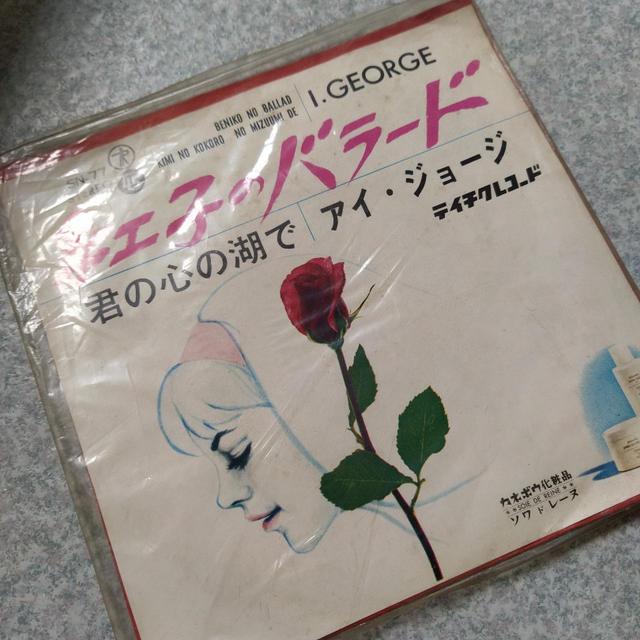 BENIKO NO BALLAD
KIMI NO KOKORO NO MIZUUMI DE
I. GEORGE
エ子のバラード
君の心の湖で
アイ・ジョージ
テイチクレコード
カネボウ化粧品
SOIE DE REINE
ソワドレーヌ